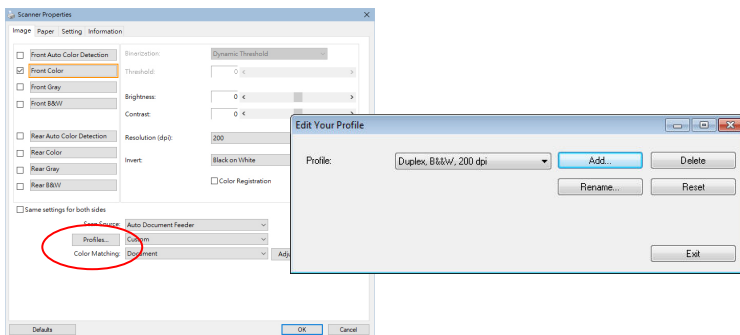 Scanner Properties
Image Paper Setting Information
Front Auto Color Detection
Front Color
Front Gray
Front B&W
Rear Auto Color Detection
Rear Color
Rear Gray
Rear B&W
Binarization: Dynamic Threshold
Threshold: 0
Brightness: 0
Contrast: 0
Resolution (dpi): 200
Invert: Black on White
Color Registration
Same settings for both sides
Scan Source: Auto Document Feeder
Profiles... Custom
Color Matching: Document
Defaults OK Cancel
Edit Your Profile
Profile: Duplex, B&&W, 200 dpi Add... Delete
Rename... Reset
Exit